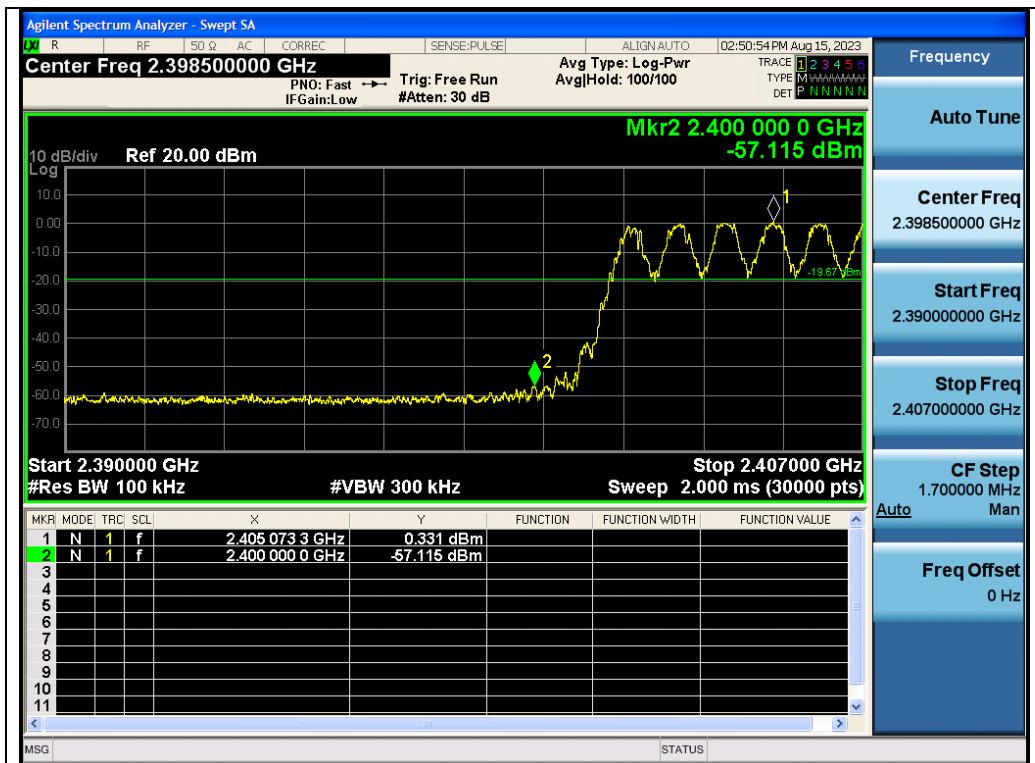 Agilent Spectrum Analyzer - Swept SA
LXI R RF 50 Ω AC CORREC SENSE:PULSE ALIGN AUTO 02:50:54 PM Aug 15, 2023
Center Freq 2.398500000 GHz
PNO: Fast
IFGain:Low
Trig: Free Run
#Atten: 30 dB
Avg Type: Log-Pwr
Avg|Hold: 100/100
TRACE 1 2 3 4 5 6
TYPE M WWWWW
DET P N N N N N
Mkr2 2.400 000 0 GHz
-57.115 dBm
10 dB/div Ref 20.00 dBm
Log
10.0
0.00
-10.0
-20.0
-30.0
-40.0
-50.0
-60.0
-70.0
1
2
-19.67 dBm
Start 2.390000 GHz Stop 2.407000 GHz
#Res BW 100 kHz #VBW 300 kHz Sweep 2.000 ms (30000 pts)
MKR MODE TRC SCL X Y FUNCTION FUNCTION WIDTH FUNCTION VALUE
1 N 1 f 2.405 073 3 GHz 0.331 dBm
2 N 1 f 2.400 000 0 GHz -57.115 dBm
3
4
5
6
7
8
9
10
11
MSG STATUS
Frequency
Auto Tune
Center Freq
2.398500000 GHz
Start Freq
2.390000000 GHz
Stop Freq
2.407000000 GHz
CF Step
1.700000 MHz
Auto Man
Freq Offset
0 Hz